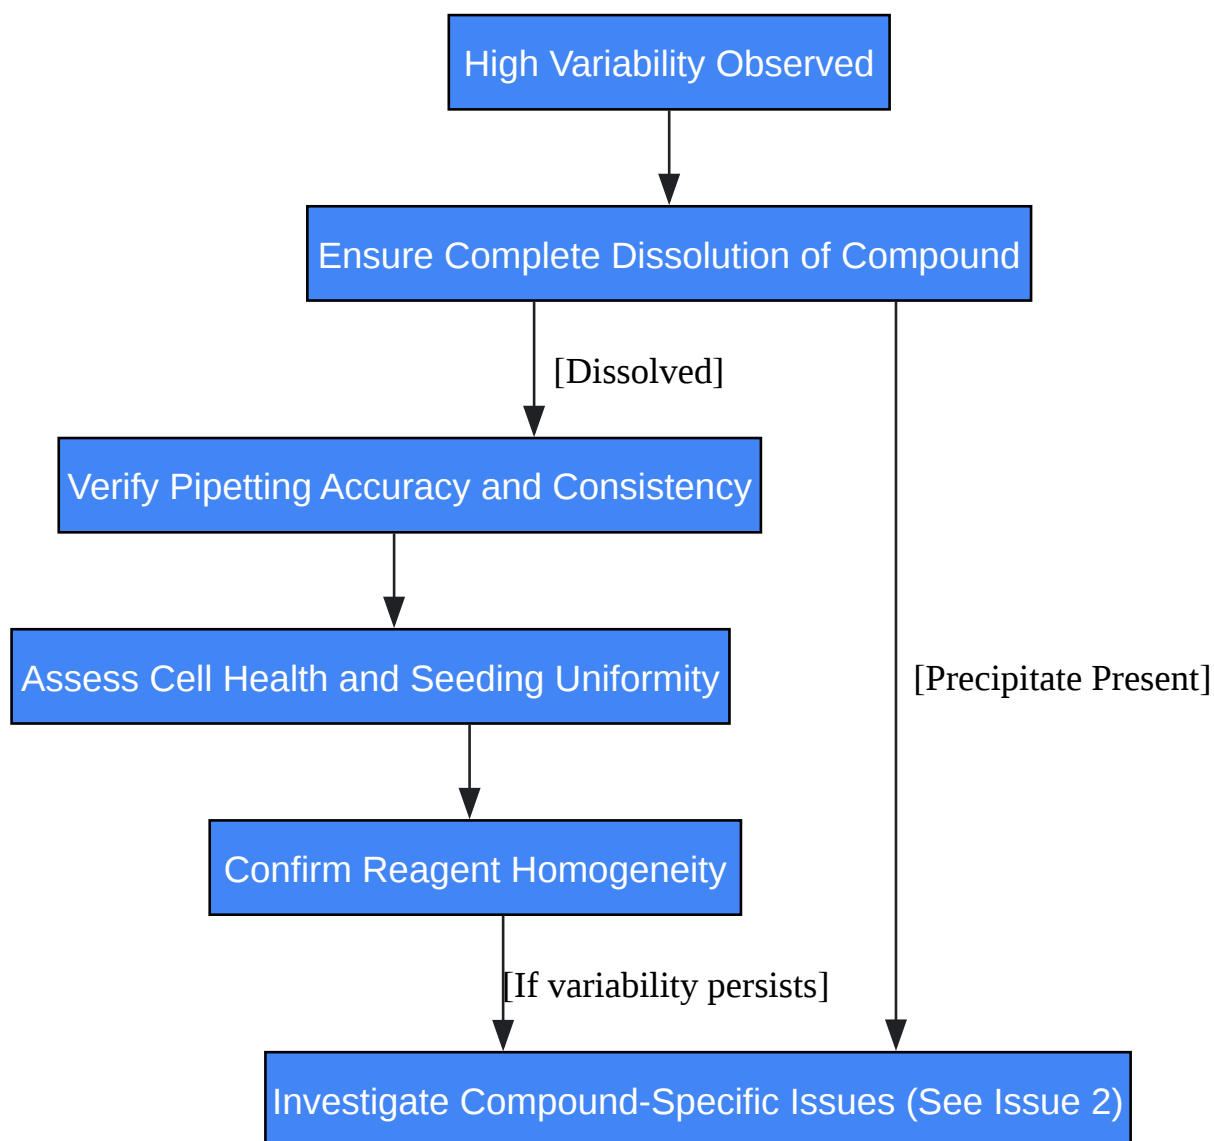 High Variability Observed
Ensure Complete Dissolution of Compound
[Dissolved]
Verify Pipetting Accuracy and Consistency
Assess Cell Health and Seeding Uniformity
[Precipitate Present]
Confirm Reagent Homogeneity
[If variability persists]
Investigate Compound-Specific Issues (See Issue 2)